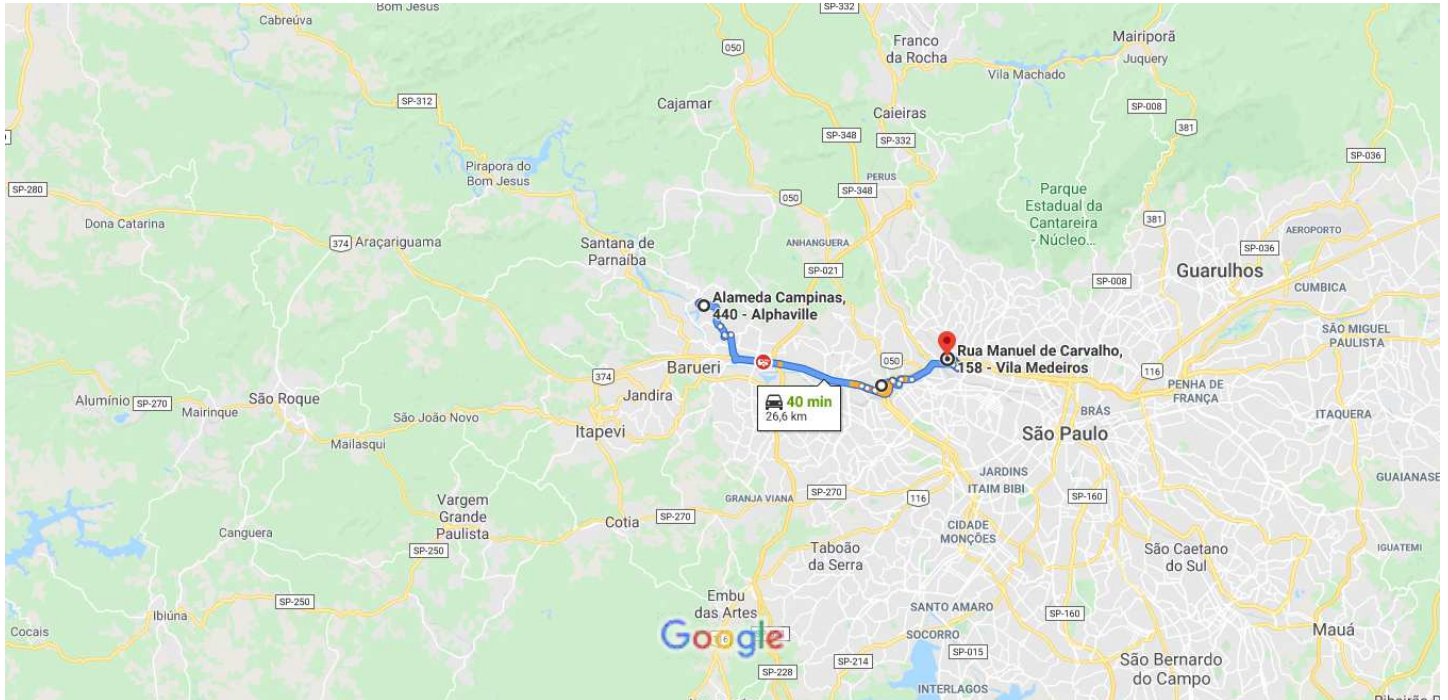 Bom Jesus
Cabreúva
SP-332
Mairiporã
Franco
da Rocha
Juquery
050
Vila Machado
SP-312
Cajamar
SP-008
Caieiras
381
SP-348
SP-332
SP-036
Pirapora do
Bom Jesus
PERUS
SP-280
SP-348
050
Parque
Estadual da
Cantareira
- Núcleo...
Dona Catarina
381
374
Araçariguama
Santana de
Parnaíba
ANHANGUERA
AEROPORTO
SP-036
SP-021
Guarulhos
SP-008
CUMBICA
Alameda Campinas,
440 - Alphaville
SÃO MIGUEL
PAULISTA
Rua Manuel de Carvalho,
158 - Vila Medeiros
050
Barueri
374
116
PENHA DE
FRANÇA
Alumínio
SP-270
Mairinque
São Roque
Jandira
40 min
26,6 km
BRÁS
ITAQUERA
São João Novo
Itapevi
São Paulo
Mailasqui
JARDINS
ITAIM BIBI
GUAIANASE
Vargem
Grande
Paulista
GRANJA VIANA
SP-270
116
SP-160
Cotia
SP-270
Canguera
CIDADE
MONÇÕES
SP-250
Taboão
da Serra
São Caetano
do Sul
IGUATEMI
Embu
das Artes
SP-250
Ibiúna
SANTO AMARO
SP-160
Cocais
Google
SOCORRO
Mauá
SP-015
SP-214
São Bernardo
do Campo
SP-228
INTERLAGOS